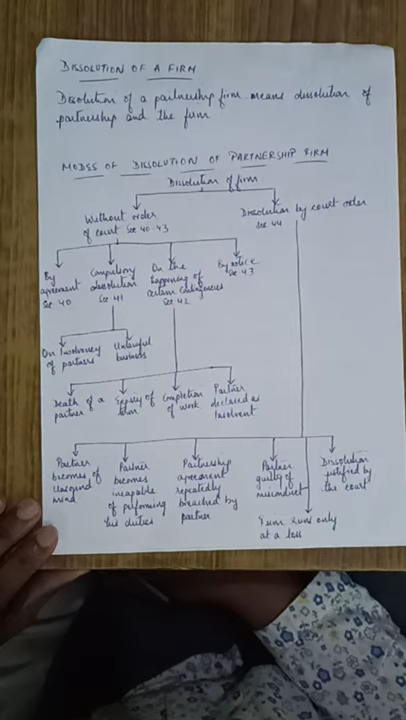 DISSOLUTION OF A FIRM
Dissolution of a partnership firm means dissolution of
partnership and the firm
MODES OF DISSOLUTION OF PARTNERSHIP FIRM
Dissolution of firm
Without order
of court Sec 40-43
Dissolution by court order
Sec 44
By
agreement
Sec 40
Compulsory
dissolution
Sec 41
On the
happening of
certain contingencies
Sec 42
By notice
Sec 43
On Insolvency
of partners
Unlawful
business
Death of a
partner
Expiry of
term
Completion
of work
Partner
declared as
Insolvent
Partner
becomes of
Unsound
mind
Partner
becomes
incapable
of performing
his duties
Partnership
agreement
repeatedly
breached by
partner
Partner
guilty of
misconduct
Firm runs only
at a loss
Dissolution
justified by
the court